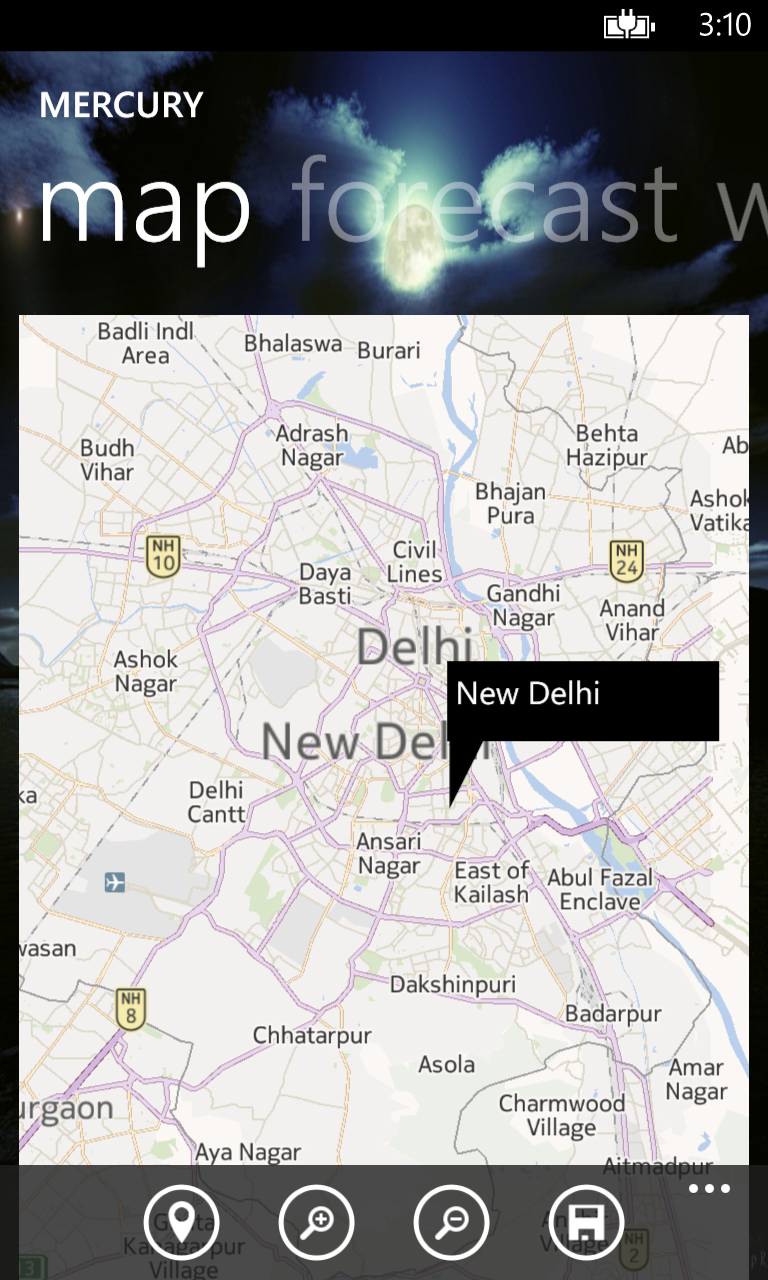 3:10
MERCURY
map forecast w
Badli Indl
Area
Bhalaswa
Burari
Adrash
Nagar
Behta
Hazipur
Ab
Budh
Vihar
Bhajan
Pura
Ashok
Vatika
NH
10
Civil
Lines
NH
24
Daya
Basti
Gandhi
Nagar
Anand
Vihar
Delhi
Ashok
Nagar
New Delhi
New Delhi
ka
Delhi
Cantt
Ansari
Nagar
East of
Kailash
Abul Fazal
Enclave
wasan
Dakshinpuri
NH
8
Badarpur
Chhatarpur
Asola
Amar
Nagar
urgaon
Charmwood
Village
Aya Nagar
Aitmadpur
Village
Village
NH
2
3